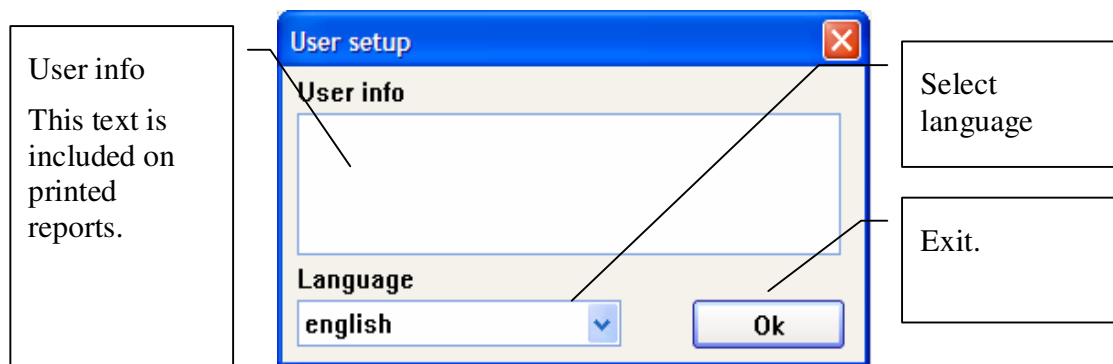 User info
This text is
included on
printed
reports.
User setup
User info
Language
english
Ok
Select
language
Exit.